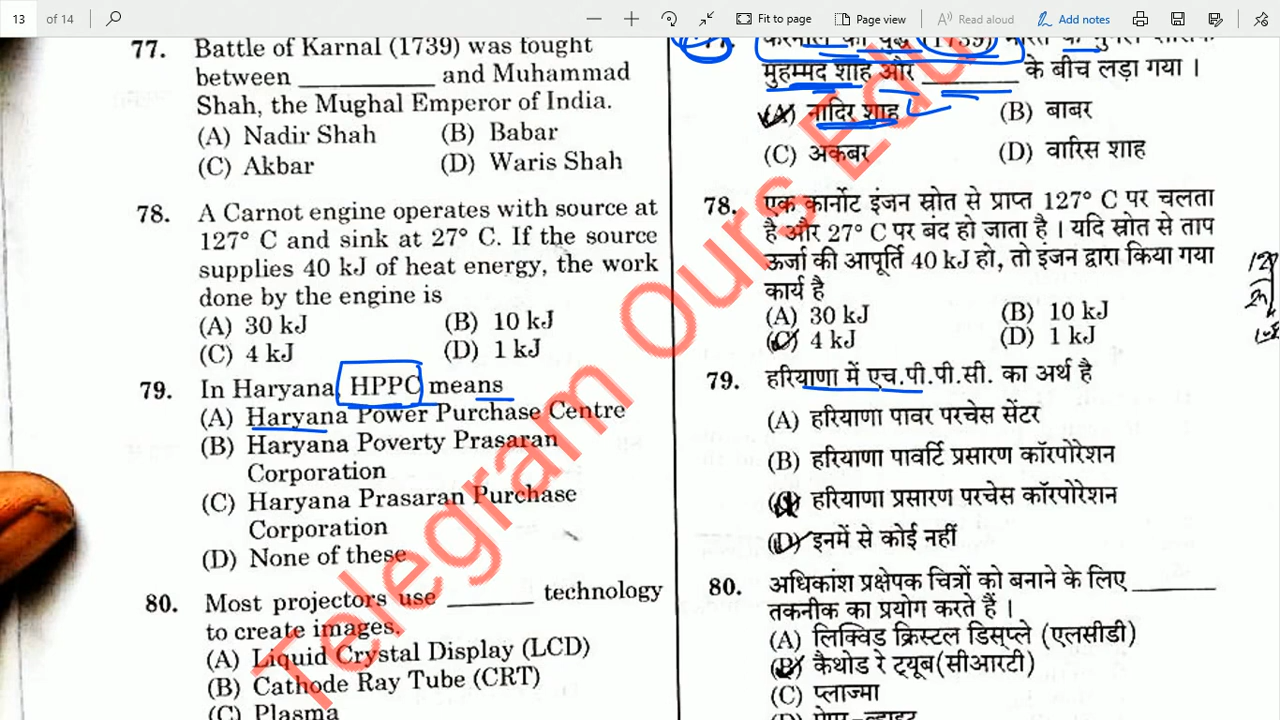 13 of 14
Fit to page
Page view
Read aloud
Add notes
77. Battle of Karnal (1739) was fought
between ________ and Muhammad
Shah, the Mughal Emperor of India.
(A) Nadir Shah (B) Babar
(C) Akbar (D) Waris Shah
78. A Carnot engine operates with source at
127° C and sink at 27° C. If the source
supplies 40 kJ of heat energy, the work
done by the engine is
(A) 30 kJ (B) 10 kJ
(C) 4 kJ (D) 1 kJ
79. In Haryana, HPPC means
(A) Haryana Power Purchase Centre
(B) Haryana Poverty Prasaran
Corporation
(C) Haryana Prasaran Purchase
Corporation
(D) None of these
80. Most projectors use ________ technology
to create images.
(A) Liquid Crystal Display (LCD)
(B) Cathode Ray Tube (CRT)
(C) Plasma
77. करनाल का युद्ध (1739) भारत के मुगल
मुहम्मद शाह और ________ के बीच लड़ा गया ।
(A) नादिर शाह (B) बाबर
(C) अकबर (D) वारिस शाह
78. एक कार्नोट इंजन स्रोत से प्राप्त 127° C पर चलता
है और 27° C पर बंद हो जाता है । यदि स्रोत से ताप
ऊर्जा की आपूर्ति 40 kJ हो, तो इंजन द्वारा किया गया
कार्य है
(A) 30 kJ (B) 10 kJ
(C) 4 kJ (D) 1 kJ
79. हरियाणा में एच.पी.पी.सी. का अर्थ है
(A) हरियाणा पावर परचेस सेंटर
(B) हरियाणा पावर्टि प्रसारण कॉरपोरेशन
(C) हरियाणा प्रसारण परचेस कॉरपोरेशन
(D) इनमें से कोई नहीं
80. अधिकांश प्रक्षेपक चित्रों को बनाने के लिए ________
तकनीक का प्रयोग करते हैं ।
(A) लिक्विड क्रिस्टल डिस्प्ले (एलसीडी)
(B) कैथोड रे ट्यूब(सीआरटी)
(C) प्लाज्मा
Telegram Ours Edu